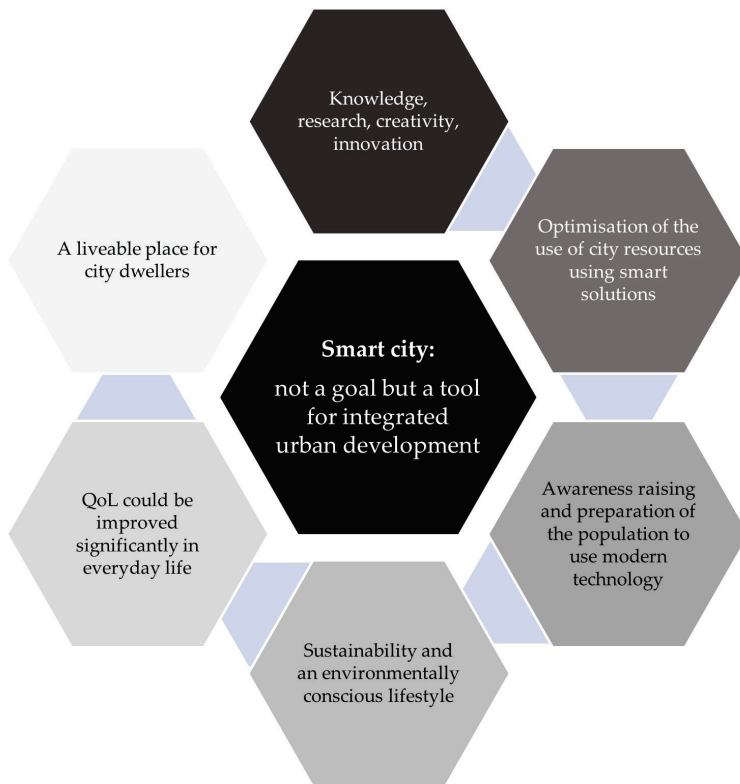 Knowledge,
research, creativity,
innovation
Optimisation of the
use of city resources
using smart
solutions
Awareness raising
and preparation of
the population to
use modern
technology
Sustainability and
an environmentally
conscious lifestyle
QoL could be
improved
significantly in
everyday life
A liveable place for
city dwellers
Smart city:
not a goal but a tool
for integrated
urban development